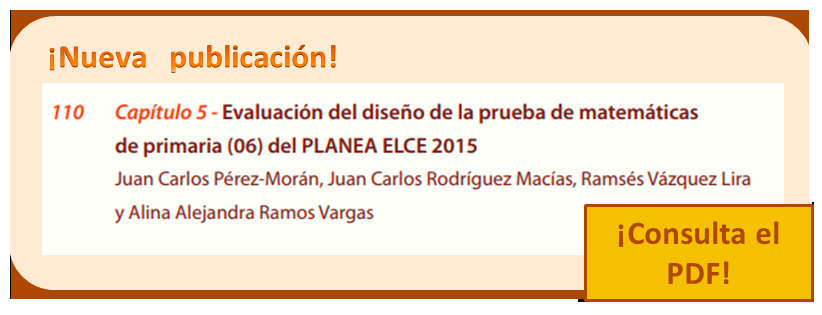 ¡Nueva publicación!
110 Capítulo 5 - Evaluación del diseño de la prueba de matemáticas
de primaria (06) del PLANEA ELCE 2015
Juan Carlos Pérez-Morán, Juan Carlos Rodríguez Macías, Ramsés Vázquez Lira
y Alina Alejandra Ramos Vargas
¡Consulta el
PDF!